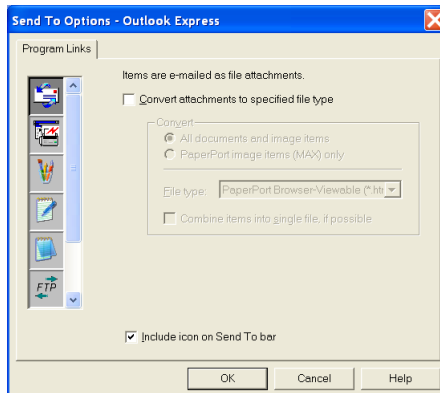 Send To Options - Outlook Express
Program Links
Items are e-mailed as file attachments.
Convert attachments to specified file type
Convert
All documents and image items
PaperPort image items (MAX) only
File type: PaperPort Browser-Viewable (*.htm
Combine items into single file, if possible
FTP
Include icon on Send To bar
OK Cancel Help